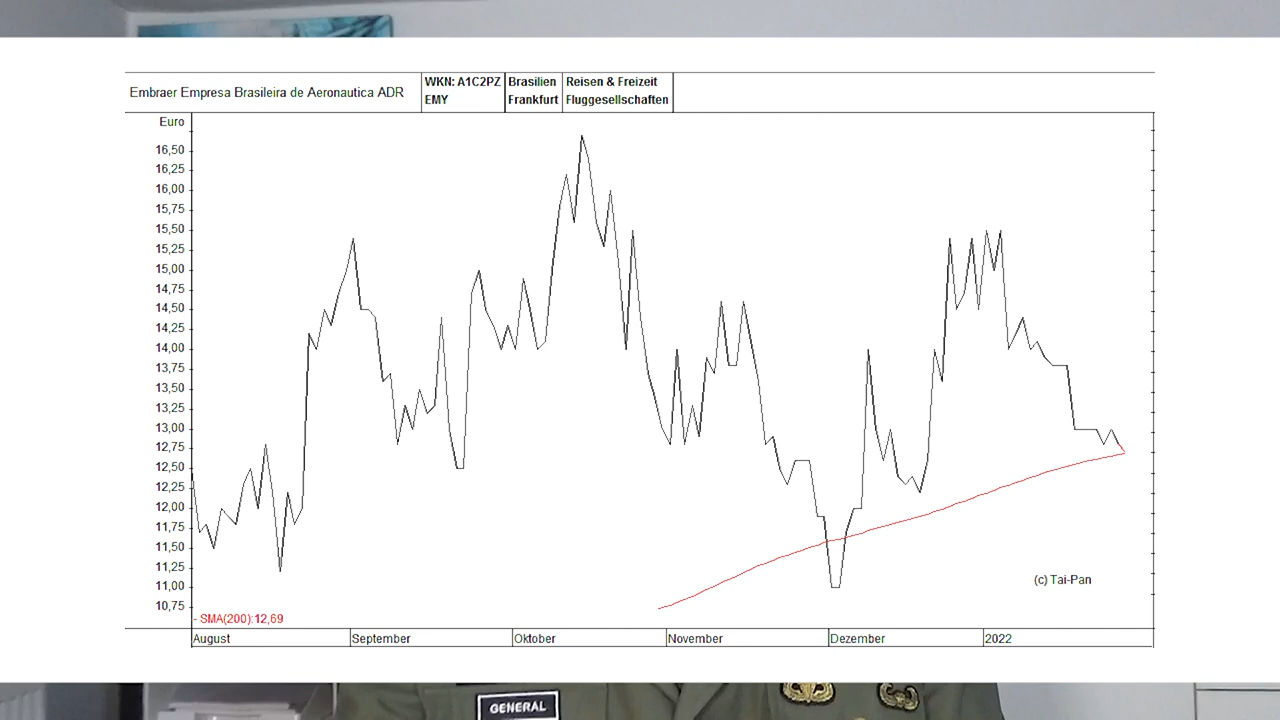 Embraer Empresa Brasileira de Aeronautica ADR
WKN: A1C2PZ
EMY
Brasilien
Frankfurt
Reisen & Freizeit
Fluggesellschaften
Euro
16,50
16,25
16,00
15,75
15,50
15,25
15,00
14,75
14,50
14,25
14,00
13,75
13,50
13,25
13,00
12,75
12,50
12,25
12,00
11,75
11,50
11,25
11,00
10,75
(c) Tai-Pan
- SMA(200):12,69
August
September
Oktober
November
Dezember
2022
GENERAL